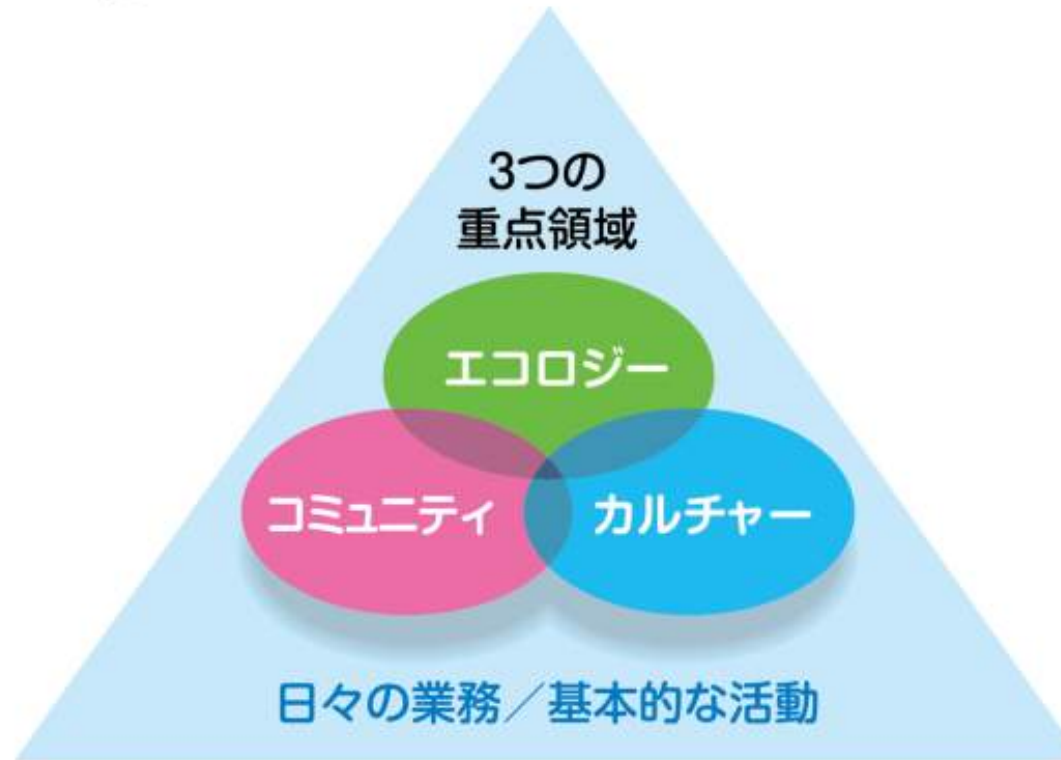 3つの
重点領域
エコロジー
コミュニティ
カルチャー
日々の業務／基本的な活動